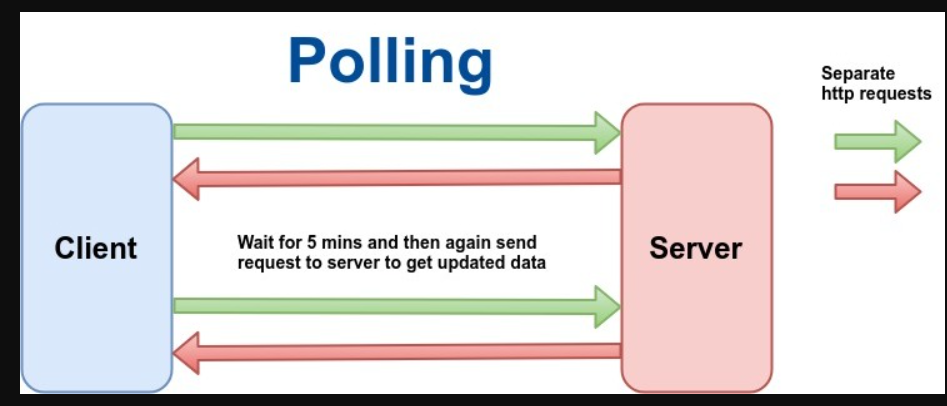 Polling
Separate
http requests
Client
Wait for 5 mins and then again send
request to server to get updated data
Server